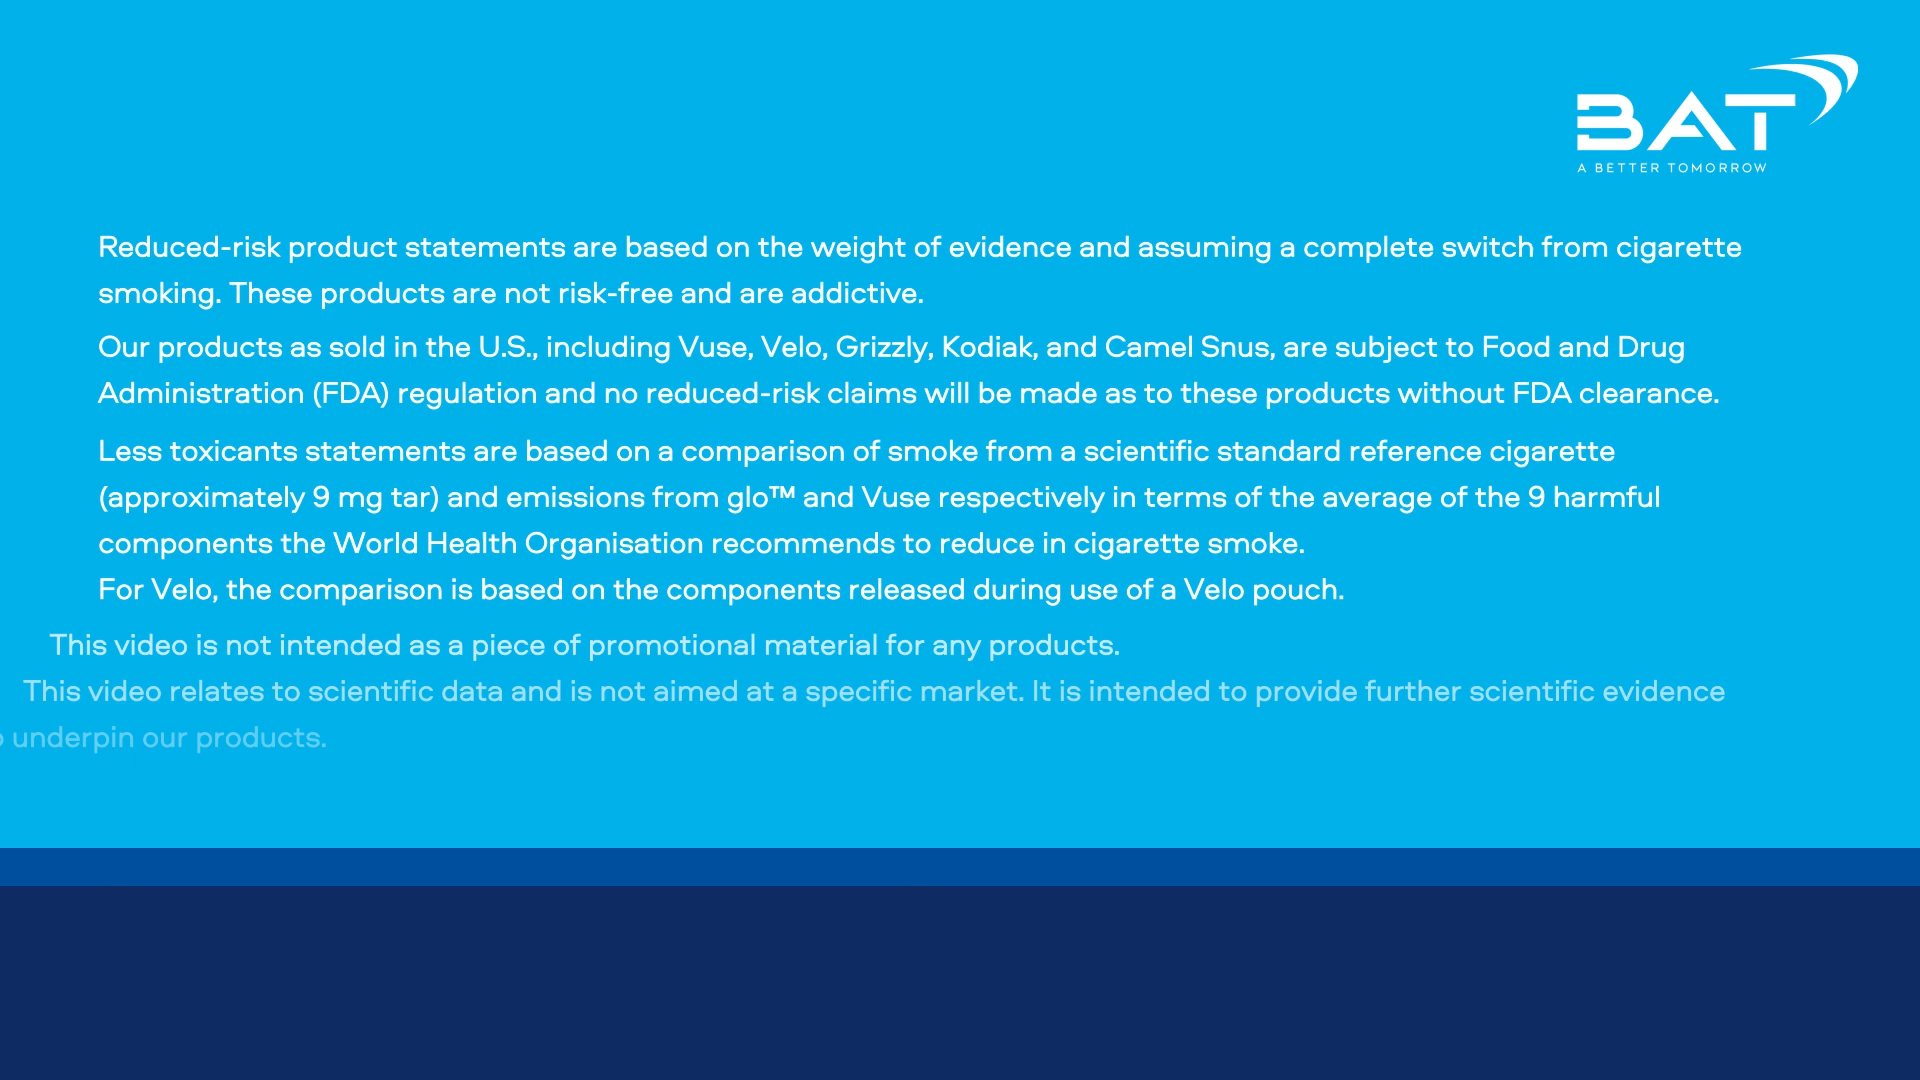 BAT
A BETTER TOMORROW
Reduced-risk product statements are based on the weight of evidence and assuming a complete switch from cigarette
smoking. These products are not risk-free and are addictive.
Our products as sold in the U.S., including Vuse, Velo, Grizzly, Kodiak, and Camel Snus, are subject to Food and Drug
Administration (FDA) regulation and no reduced-risk claims will be made as to these products without FDA clearance.
Less toxicants statements are based on a comparison of smoke from a scientific standard reference cigarette
(approximately 9 mg tar) and emissions from glo™ and Vuse respectively in terms of the average of the 9 harmful
components the World Health Organisation recommends to reduce in cigarette smoke.
For Velo, the comparison is based on the components released during use of a Velo pouch.
This video is not intended as a piece of promotional material for any products.
This video relates to scientific data and is not aimed at a specific market. It is intended to provide further scientific evidence
underpin our products.